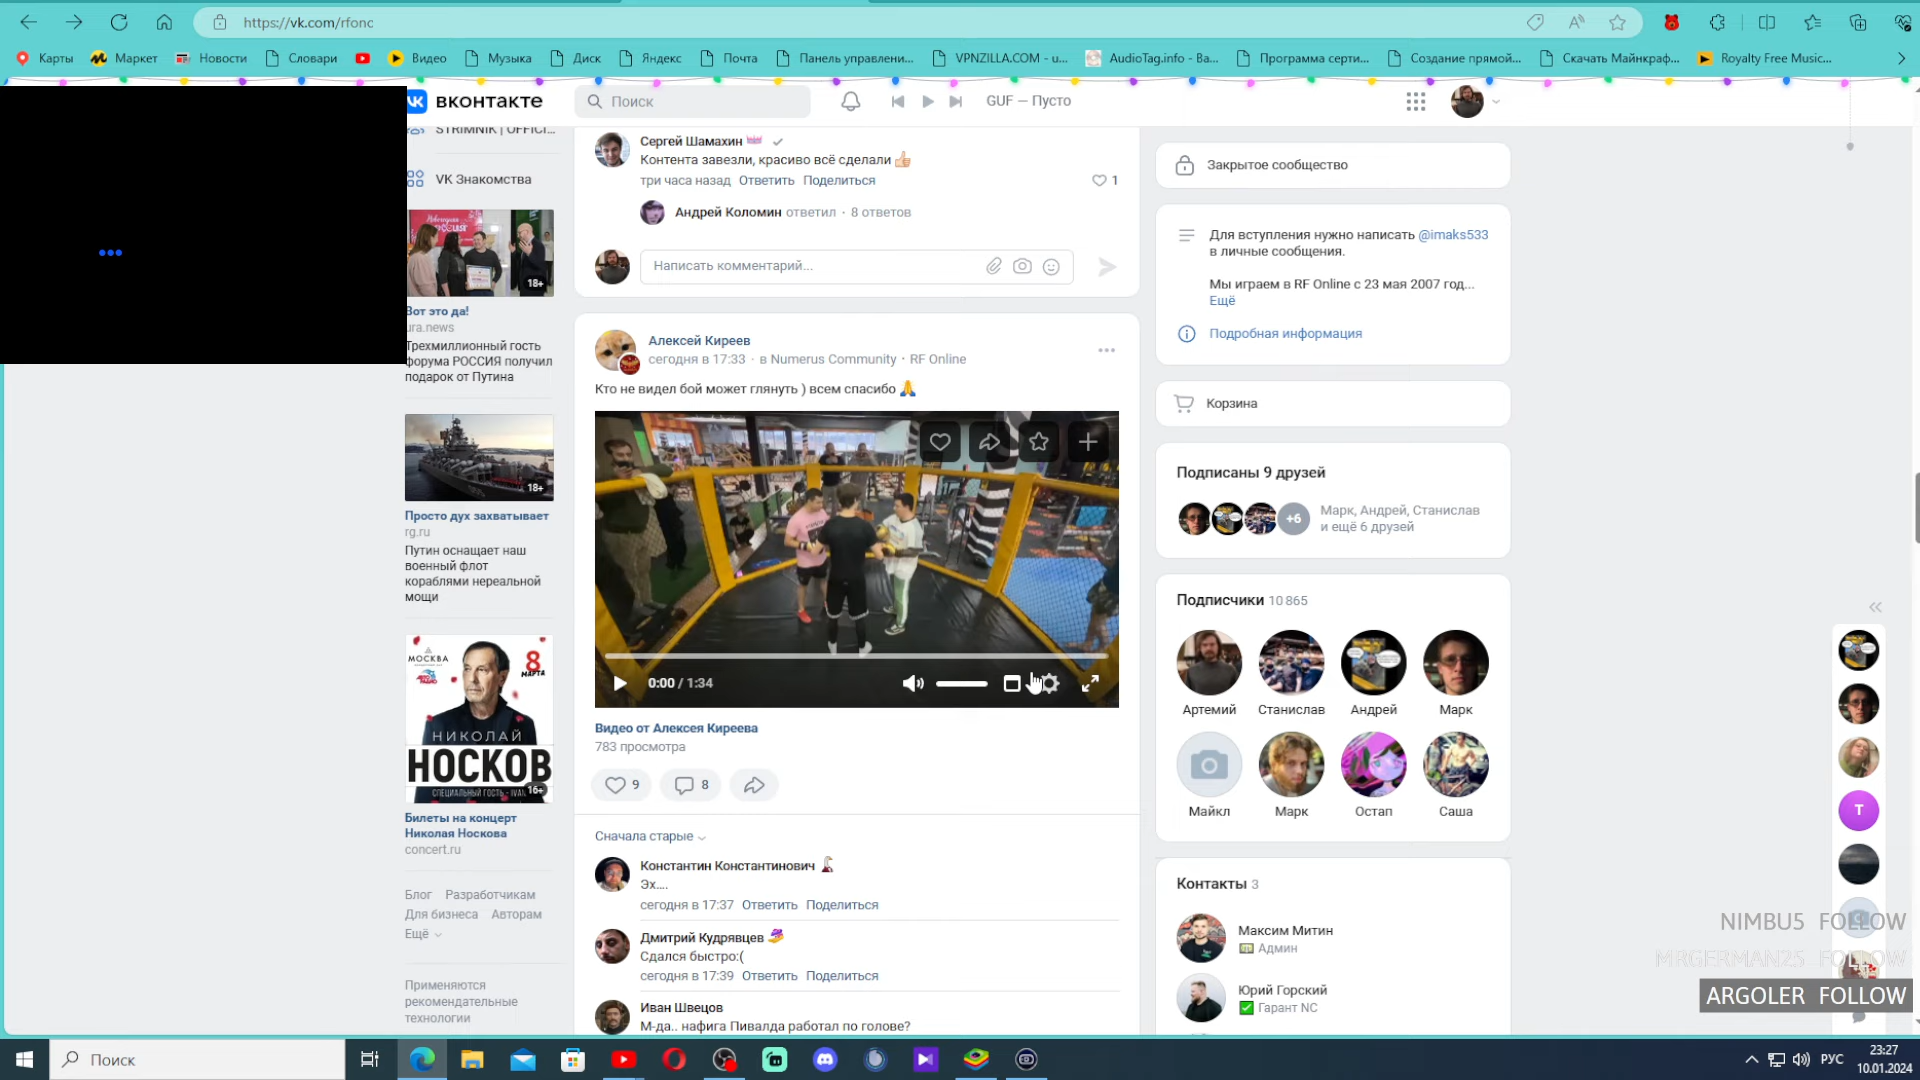 https://vk.com/rfonc
Карты
Маркет
Новости
Словари
Видео
Музыка
Диск
Яндекс
Почта
Панель управлени...
VPNZILLA.COM - u...
AudioTag.info - Ba...
Программа серти...
Создание прямой...
Скачать Майнкраф...
Royalty Free Music...
вконтакте
Поиск
GUF — Пусто
STRIMNIK | OFFICI...
VK Знакомства
18+
Вот это да!
ura.news
Трехмиллионный гость
форума РОССИЯ получил
подарок от Путина
18+
Просто дух захватывает
rg.ru
Путин оснащает наш
военный флот
кораблями нереальной
мощи
МОСКВА
8
МАРТА
НИКОЛАЙ
НОСКОВ
16+
Билеты на концерт
Николая Носкова
concert.ru
Блог Разработчикам
Для бизнеса Авторам
Ещё
Применяются
рекомендательные
технологии
Сергей Шамахин
Контента завезли, красиво всё сделали 👍
три часа назад Ответить Поделиться
1
Андрей Коломин ответил · 8 ответов
Написать комментарий...
Алексей Киреев
сегодня в 17:33 · в Numerus Community · RF Online
Кто не видел бой может глянуть ) всем спасибо 🙏
0:00 / 1:34
Видео от Алексея Киреева
783 просмотра
9
8
Сначала старые
Константин Константинович
Эх....
сегодня в 17:37 Ответить Поделиться
Дмитрий Кудрявцев
Сдался быстро:(
сегодня в 17:39 Ответить Поделиться
Иван Швецов
М-да.. нафига Пивалда работал по голове?
Закрытое сообщество
Для вступления нужно написать @imaks533
в личные сообщения.
Мы играем в RF Online с 23 мая 2007 год...
Ещё
Подробная информация
Корзина
Подписаны 9 друзей
+6
Марк, Андрей, Станислав
и ещё 6 друзей
Подписчики 10 865
Артемий
Станислав
Андрей
Марк
Майкл
Марк
Остап
Саша
Контакты 3
Максим Митин
Админ
Юрий Горский
Гарант NC
T
NIMBU5 FOLLOW
MRGERMAN25 FOLLOW
ARGOLER FOLLOW
Поиск
РУС
23:27
10.01.2024